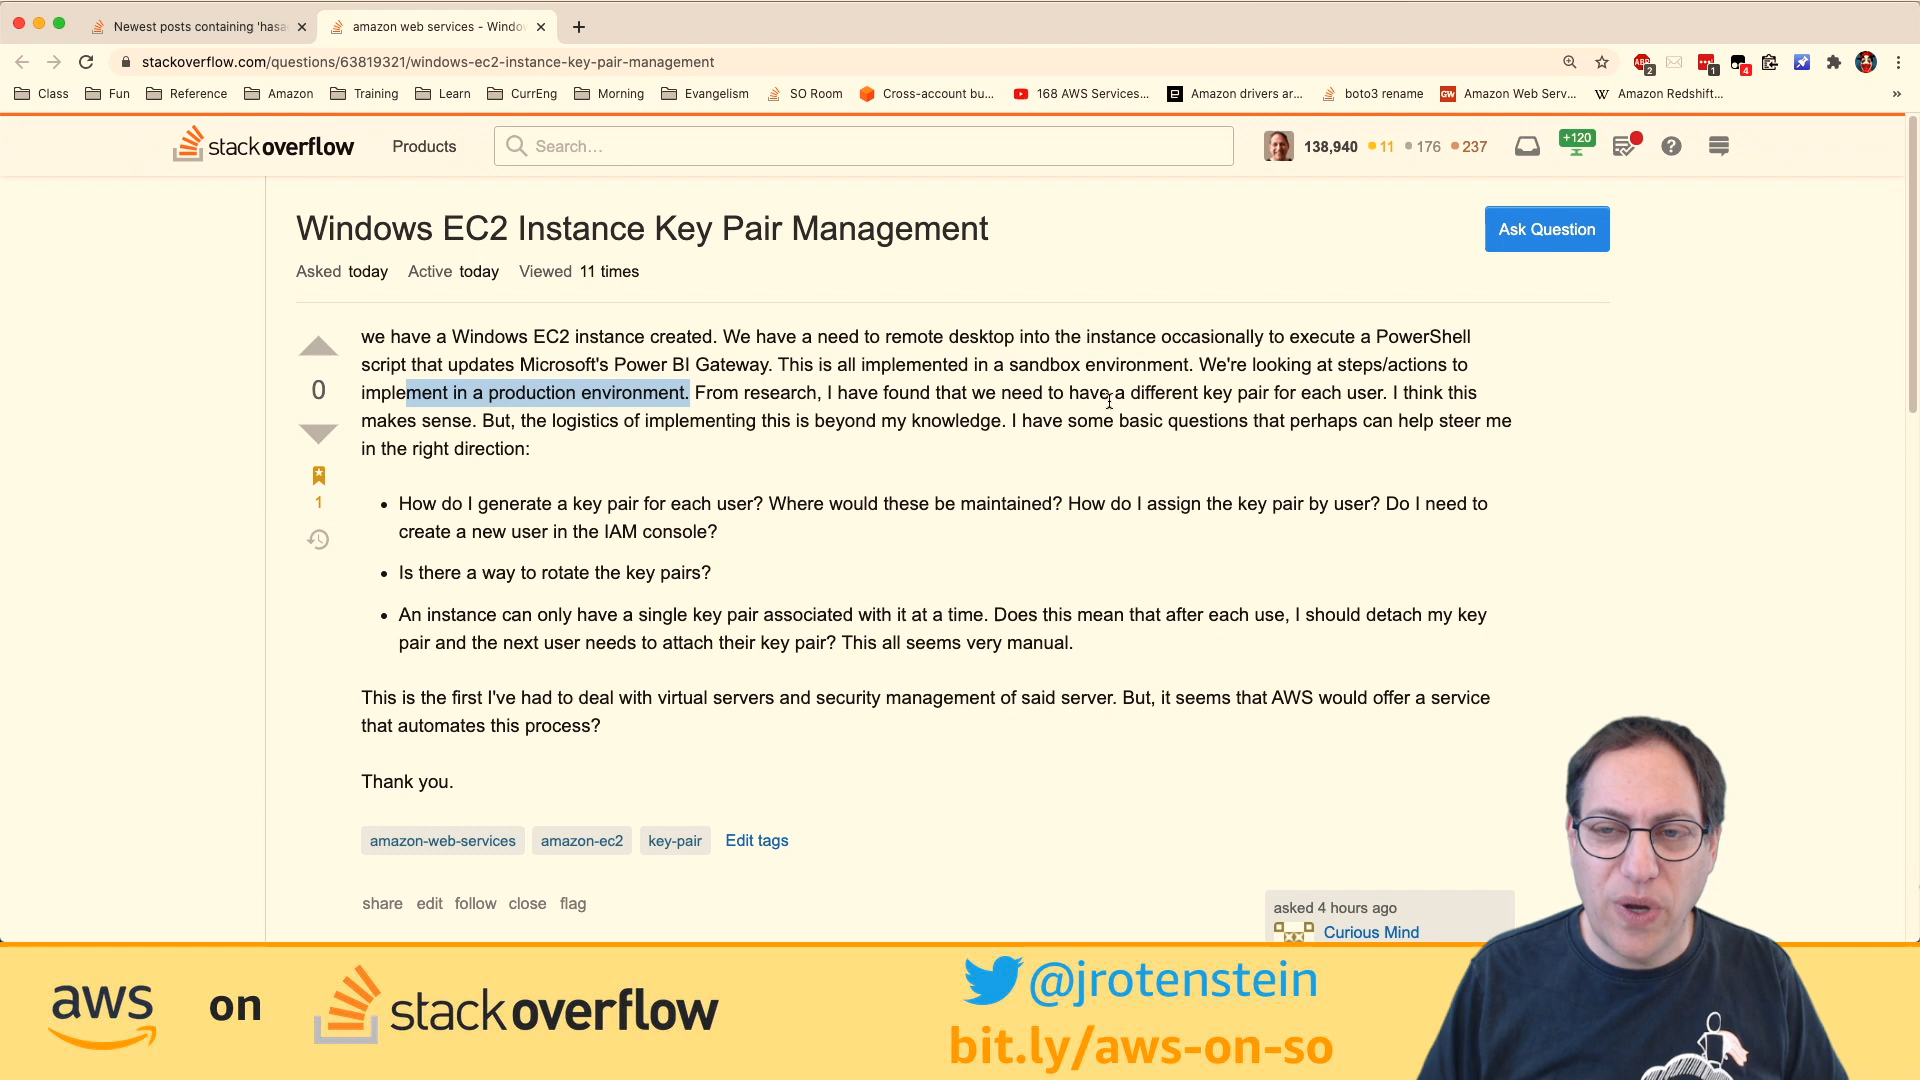 Newest posts containing 'hasa
amazon web services - Windo
stackoverflow.com/questions/63819321/windows-ec2-instance-key-pair-management
ABP 2 1 4
Class Fun Reference Amazon Training Learn CurrEng Morning Evangelism SO Room Cross-account bu... 168 AWS Services... Amazon drivers ar... boto3 rename GW Amazon Web Serv... W Amazon Redshift... »
stackoverflow Products Search... 138,940 11 176 237 +120
Windows EC2 Instance Key Pair Management
Ask Question
Asked today Active today Viewed 11 times
we have a Windows EC2 instance created. We have a need to remote desktop into the instance occasionally to execute a PowerShell
script that updates Microsoft's Power BI Gateway. This is all implemented in a sandbox environment. We're looking at steps/actions to
implement in a production environment. From research, I have found that we need to have a different key pair for each user. I think this
makes sense. But, the logistics of implementing this is beyond my knowledge. I have some basic questions that perhaps can help steer me
in the right direction:
0
1
• How do I generate a key pair for each user? Where would these be maintained? How do I assign the key pair by user? Do I need to
create a new user in the IAM console?
• Is there a way to rotate the key pairs?
• An instance can only have a single key pair associated with it at a time. Does this mean that after each use, I should detach my key
pair and the next user needs to attach their key pair? This all seems very manual.
This is the first I've had to deal with virtual servers and security management of said server. But, it seems that AWS would offer a service
that automates this process?
Thank you.
amazon-web-services amazon-ec2 key-pair Edit tags
share edit follow close flag
asked 4 hours ago
Curious Mind
aws on stackoverflow
@jrotenstein
bit.ly/aws-on-so